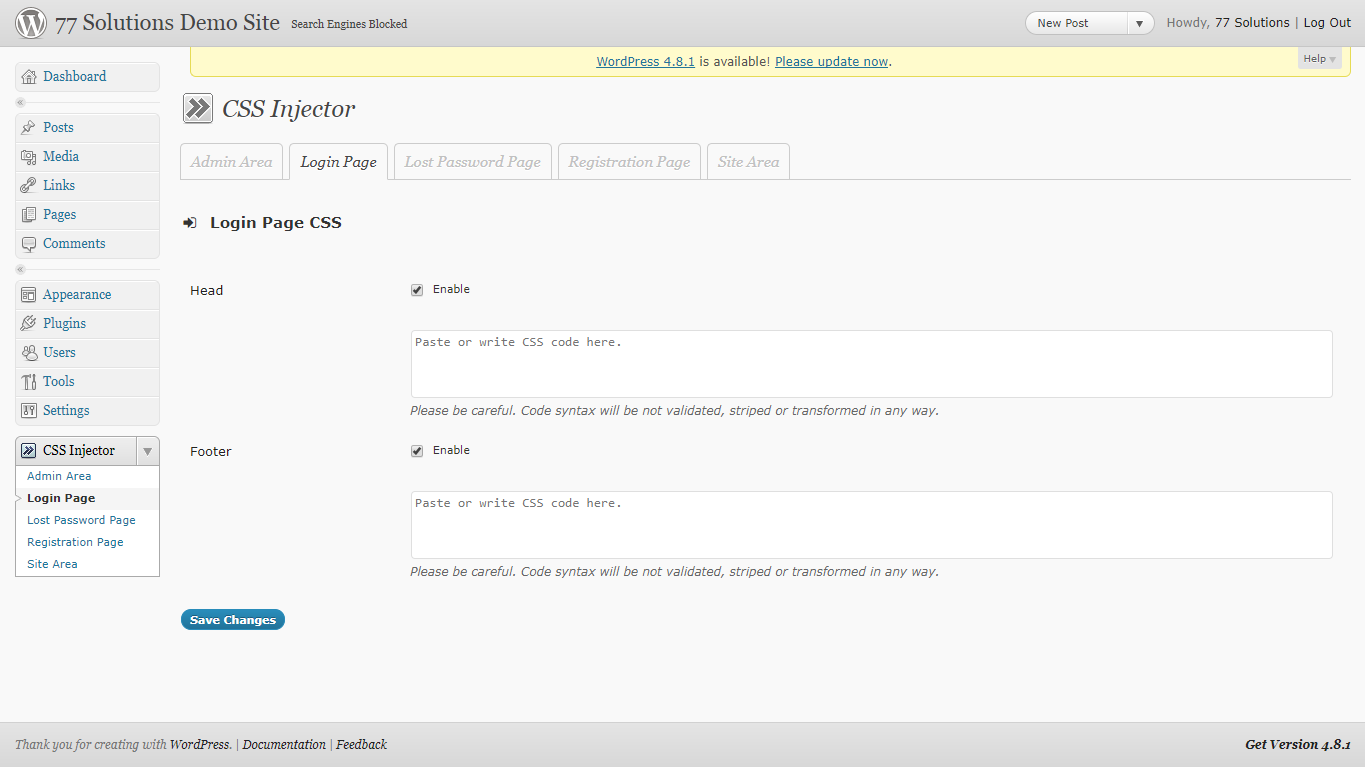 77 Solutions Demo Site Search Engines Blocked New Post Howdy, 77 Solutions | Log Out
WordPress 4.8.1 is available! Please update now.
Help
Dashboard
Posts
Media
Links
Pages
Comments
Appearance
Plugins
Users
Tools
Settings
CSS Injector
Admin Area
Login Page
Lost Password Page
Registration Page
Site Area
CSS Injector
Admin Area Login Page Lost Password Page Registration Page Site Area
Login Page CSS
Head Enable
Paste or write CSS code here.
Please be careful. Code syntax will be not validated, striped or transformed in any way.
Footer Enable
Paste or write CSS code here.
Please be careful. Code syntax will be not validated, striped or transformed in any way.
Save Changes
Thank you for creating with WordPress. | Documentation | Feedback Get Version 4.8.1